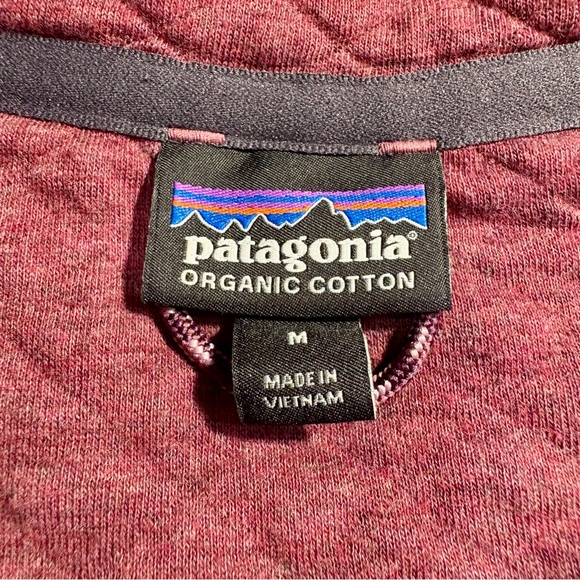 patagonia®
ORGANIC COTTON
M
MADE IN
VIETNAM